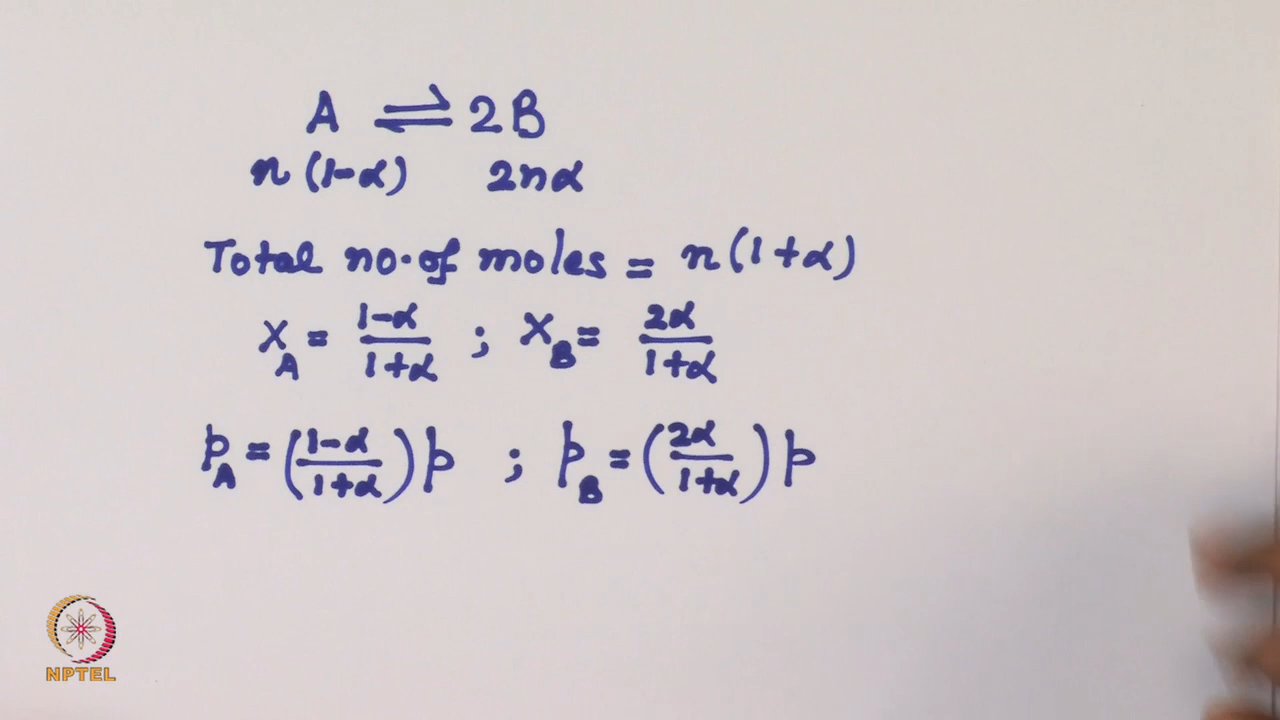 A ⇌ 2B
n(1-α) 2nα
Total no. of moles = n(1+α)
x_A = (1-α)/(1+α) ; x_B = 2α/(1+α)
p_A = ((1-α)/(1+α)) p ; p_B = (2α/(1+α)) p
NPTEL